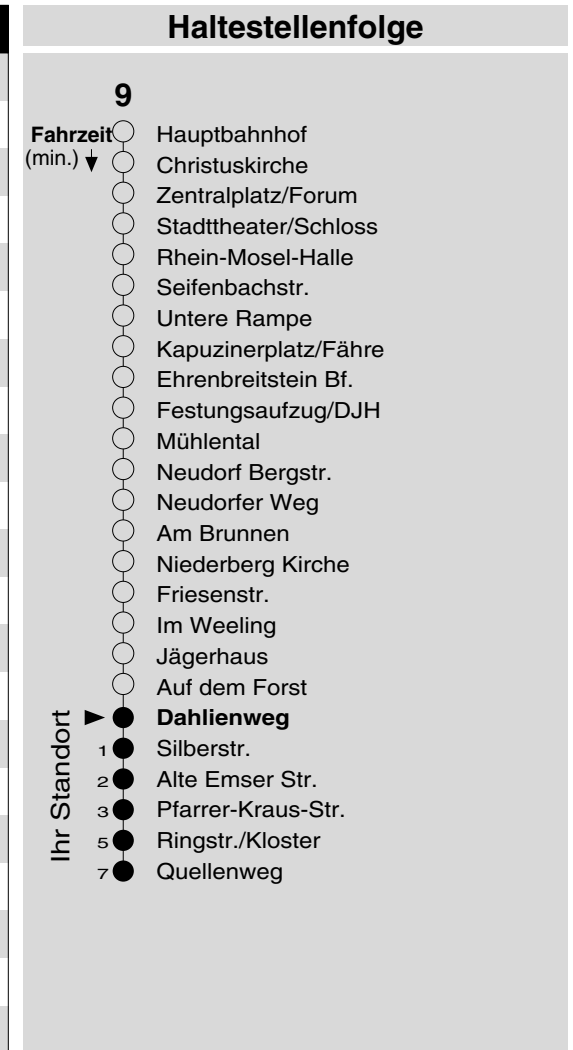 Haltestellenfolge
9
Fahrzeit Hauptbahnhof
(min.) Christuskirche
Zentralplatz/Forum
Stadttheater/Schloss
Rhein-Mosel-Halle
Seifenbachstr.
Untere Rampe
Kapuzinerplatz/Fähre
Ehrenbreitstein Bf.
Festungsaufzug/DJH
Mühlental
Neudorf Bergstr.
Neudorfer Weg
Am Brunnen
Niederberg Kirche
Friesenstr.
Im Weeling
Jägerhaus
Auf dem Forst
Ihr Standort
Dahlienweg
1 Silberstr.
2 Alte Emser Str.
3 Pfarrer-Kraus-Str.
5 Ringstr./Kloster
7 Quellenweg